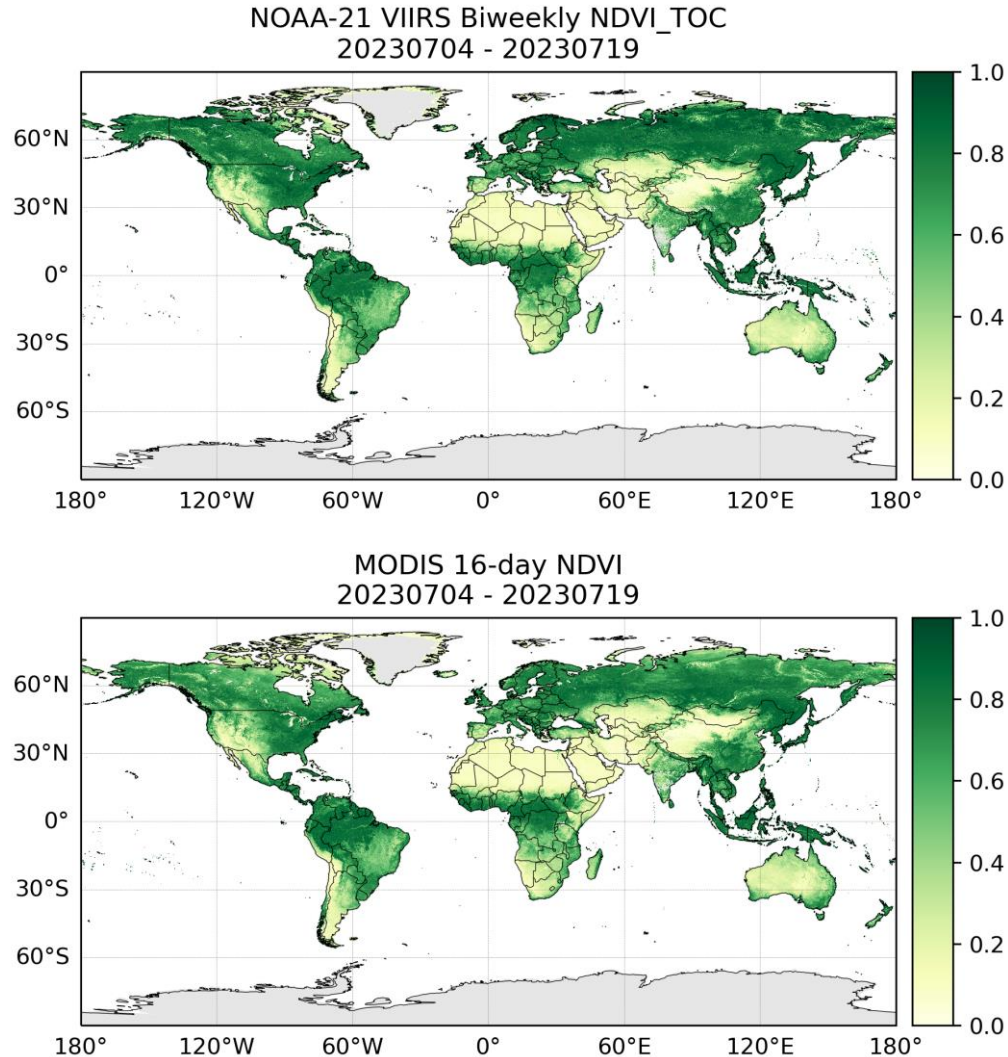 NOAA-21 VIIRS Biweekly NDVI_TOC
20230704 - 20230719
1.0
60°N
0.8
30°N
0.6
0°
0.4
30°S
0.2
60°S
0.0
180° 120°W 60°W 0° 60°E 120°E 180°
MODIS 16-day NDVI
20230704 - 20230719
1.0
60°N
0.8
30°N
0.6
0°
0.4
30°S
0.2
60°S
0.0
180° 120°W 60°W 0° 60°E 120°E 180°